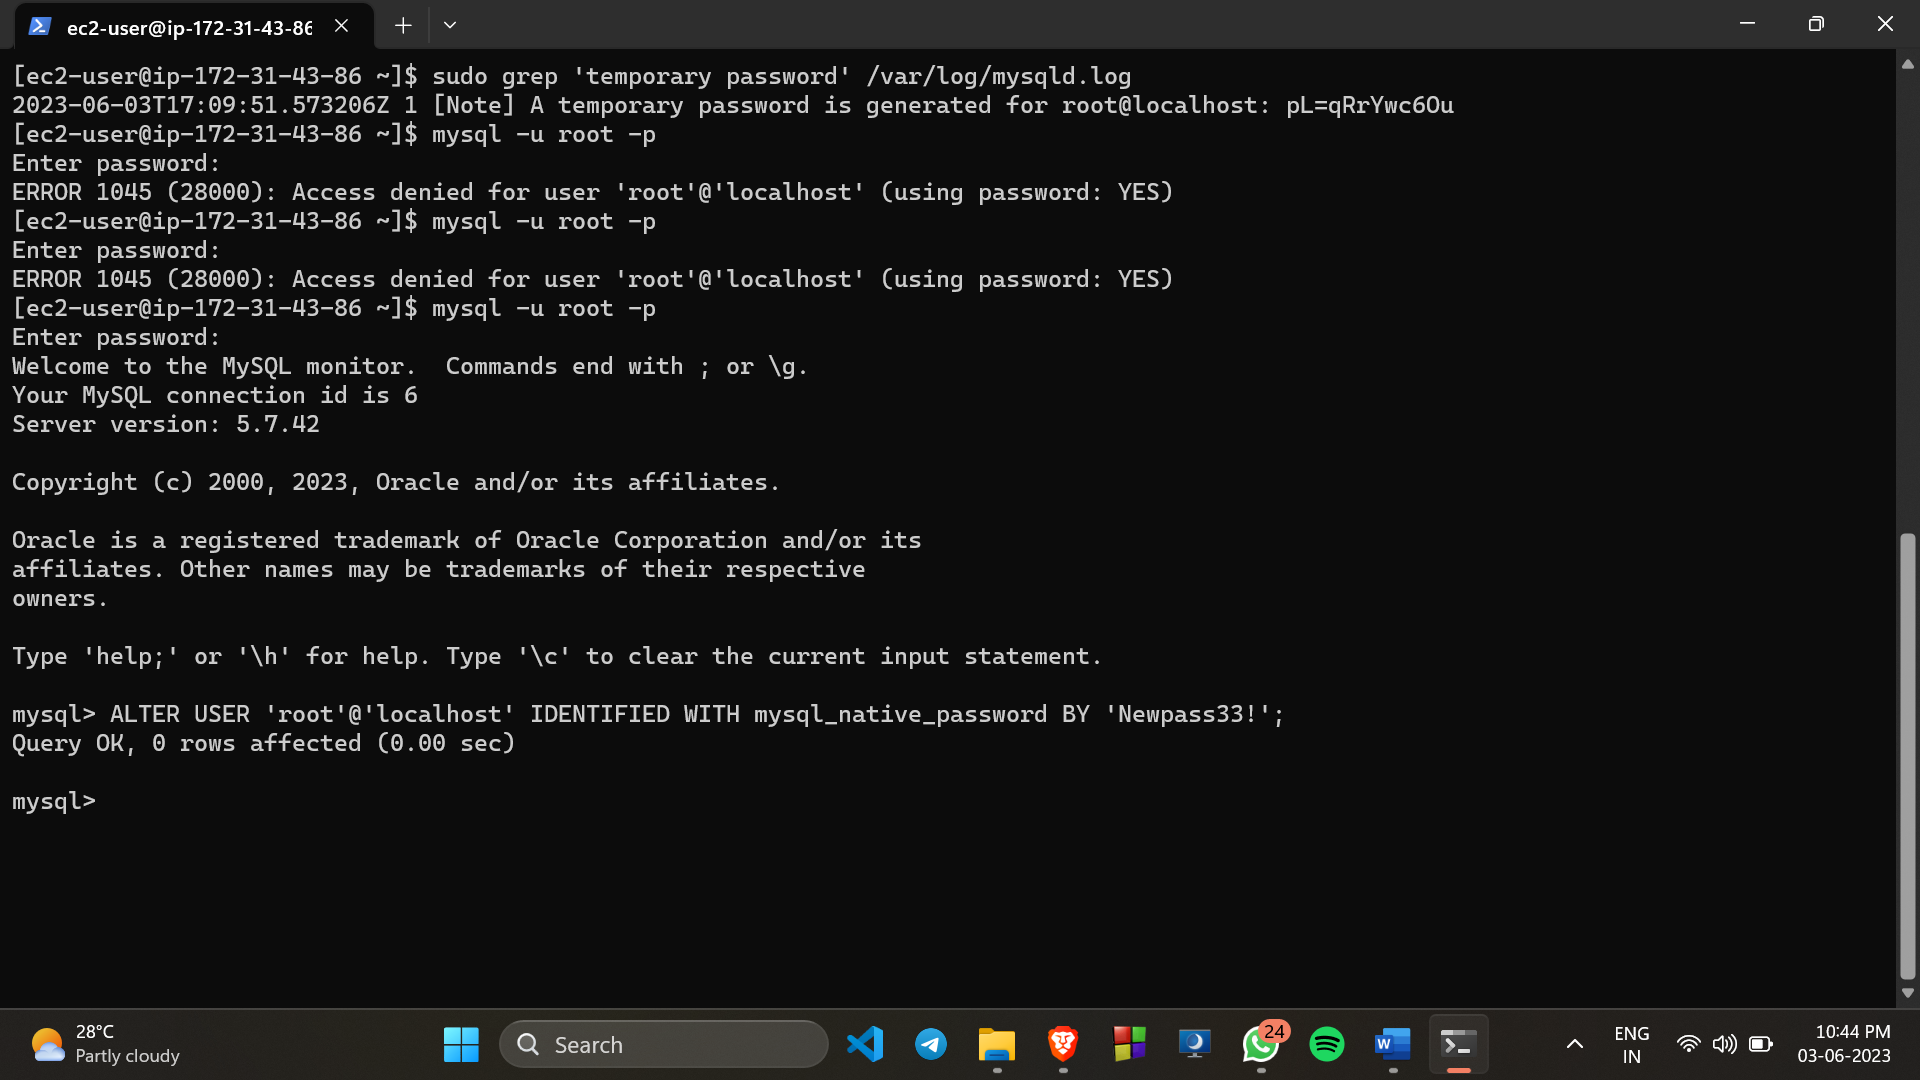 ec2-user@ip-172-31-43-86
[ec2-user@ip-172-31-43-86 ~]$ sudo grep 'temporary password' /var/log/mysqld.log
2023-06-03T17:09:51.573206Z 1 [Note] A temporary password is generated for root@localhost: pL=qRrYwc6Ou
[ec2-user@ip-172-31-43-86 ~]$ mysql -u root -p
Enter password:
ERROR 1045 (28000): Access denied for user 'root'@'localhost' (using password: YES)
[ec2-user@ip-172-31-43-86 ~]$ mysql -u root -p
Enter password:
ERROR 1045 (28000): Access denied for user 'root'@'localhost' (using password: YES)
[ec2-user@ip-172-31-43-86 ~]$ mysql -u root -p
Enter password:
Welcome to the MySQL monitor.  Commands end with ; or \g.
Your MySQL connection id is 6
Server version: 5.7.42
Copyright (c) 2000, 2023, Oracle and/or its affiliates.
Oracle is a registered trademark of Oracle Corporation and/or its
affiliates. Other names may be trademarks of their respective
owners.
Type 'help;' or '\h' for help. Type '\c' to clear the current input statement.
mysql> ALTER USER 'root'@'localhost' IDENTIFIED WITH mysql_native_password BY 'Newpass33!';
Query OK, 0 rows affected (0.00 sec)
mysql>
28°C
Partly cloudy
Search
W
24
ENG
IN
10:44 PM
03-06-2023